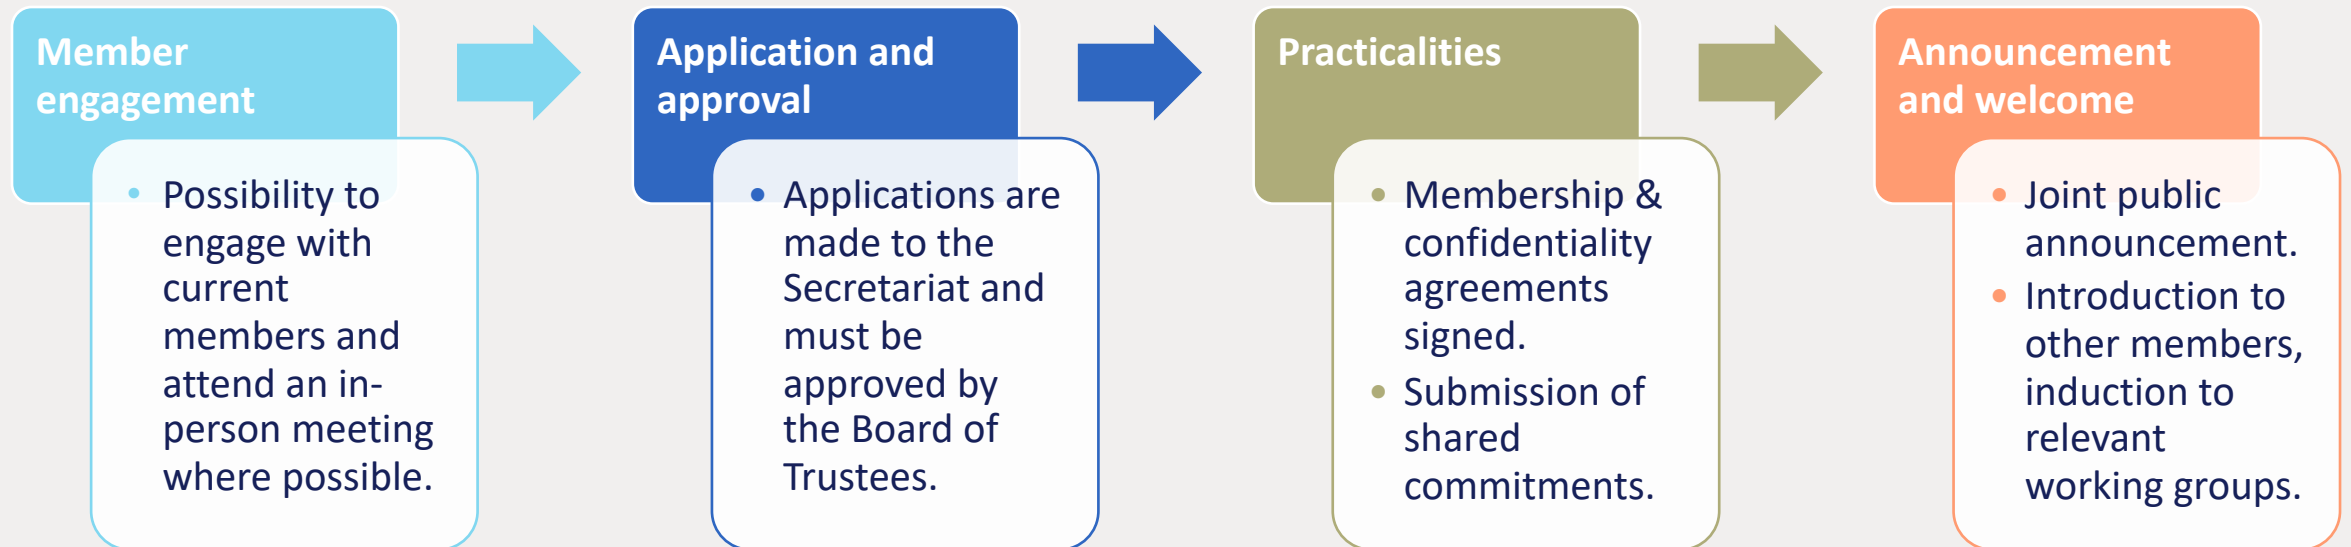 Member
engagement
• Possibility to
engage with
current
members and
attend an in-
person meeting
where possible.
Application and
approval
• Applications are
made to the
Secretariat and
must be
approved by
the Board of
Trustees.
Practicalities
• Membership &
confidentiality
agreements
signed.
• Submission of
shared
commitments.
Announcement
and welcome
• Joint public
announcement.
• Introduction to
other members,
induction to
relevant
working groups.